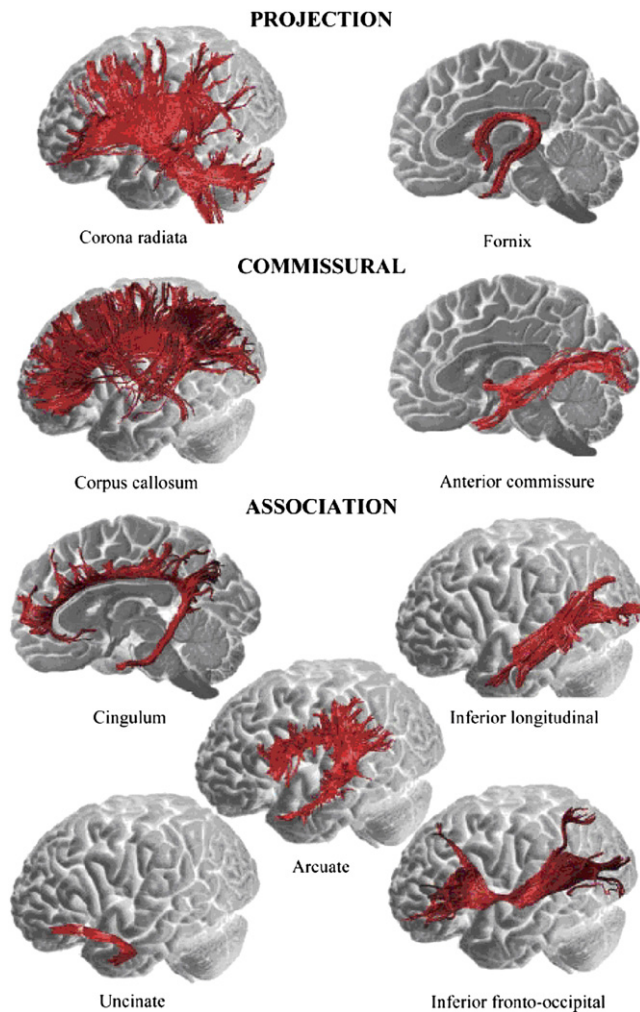 PROJECTION
Corona radiata
Fornix
COMMISSURAL
Corpus callosum
Anterior commissure
ASSOCIATION
Cingulum
Inferior longitudinal
Arcuate
Uncinate
Inferior fronto-occipital